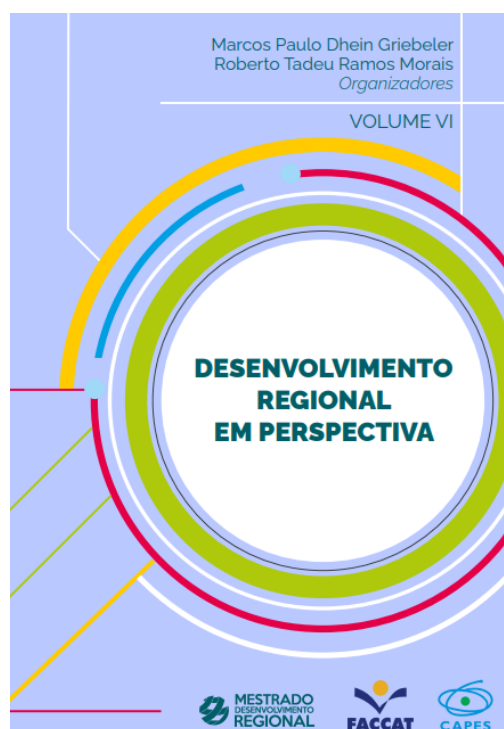 Marcos Paulo Dhein Griebeler
Roberto Tadeu Ramos Morais
Organizadores
VOLUME VI
DESENVOLVIMENTO
REGIONAL
EM PERSPECTIVA
MESTRADO
DESENVOLVIMENTO
REGIONAL
FACCAT
CAPES